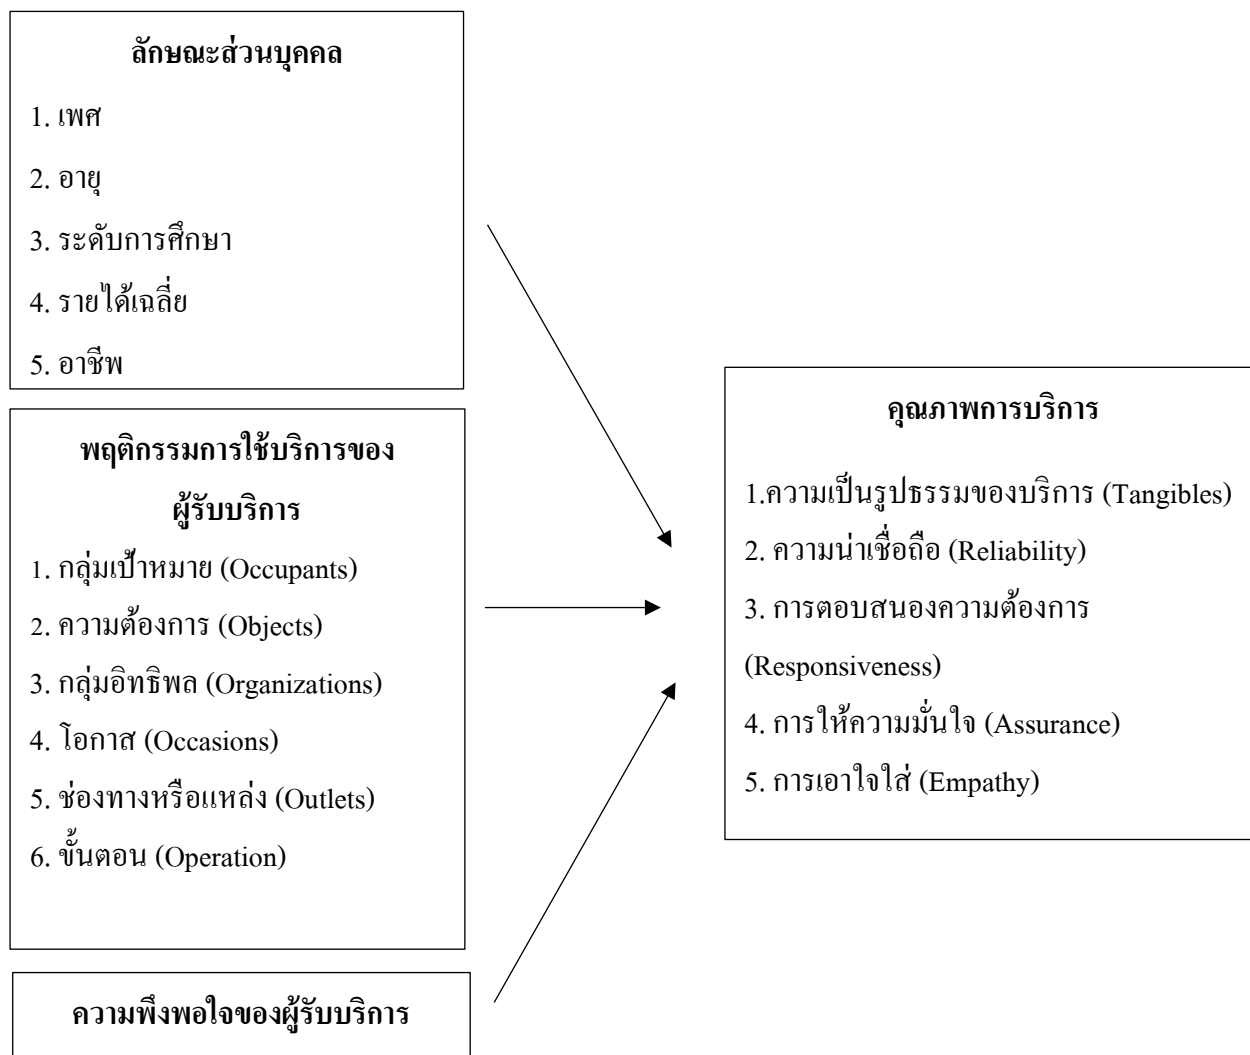 ลักษณะส่วนบุคคล
1. เพศ
2. อายุ
3. ระดับการศึกษา
4. รายได้เฉลี่ย
5. อาชีพ
พฤติกรรมการใช้บริการของ
ผู้รับบริการ
1. กลุ่มเป้าหมาย (Occupants)
2. ความต้องการ (Objects)
3. กลุ่มอิทธิพล (Organizations)
4. โอกาส (Occasions)
5. ช่องทางหรือแหล่ง (Outlets)
6. ขั้นตอน (Operation)
ความพึงพอใจของผู้รับบริการ
คุณภาพการบริการ
1.ความเป็นรูปธรรมของบริการ (Tangibles)
2. ความน่าเชื่อถือ (Reliability)
3. การตอบสนองความต้องการ
(Responsiveness)
4. การให้ความมั่นใจ (Assurance)
5. การเอาใจใส่ (Empathy)